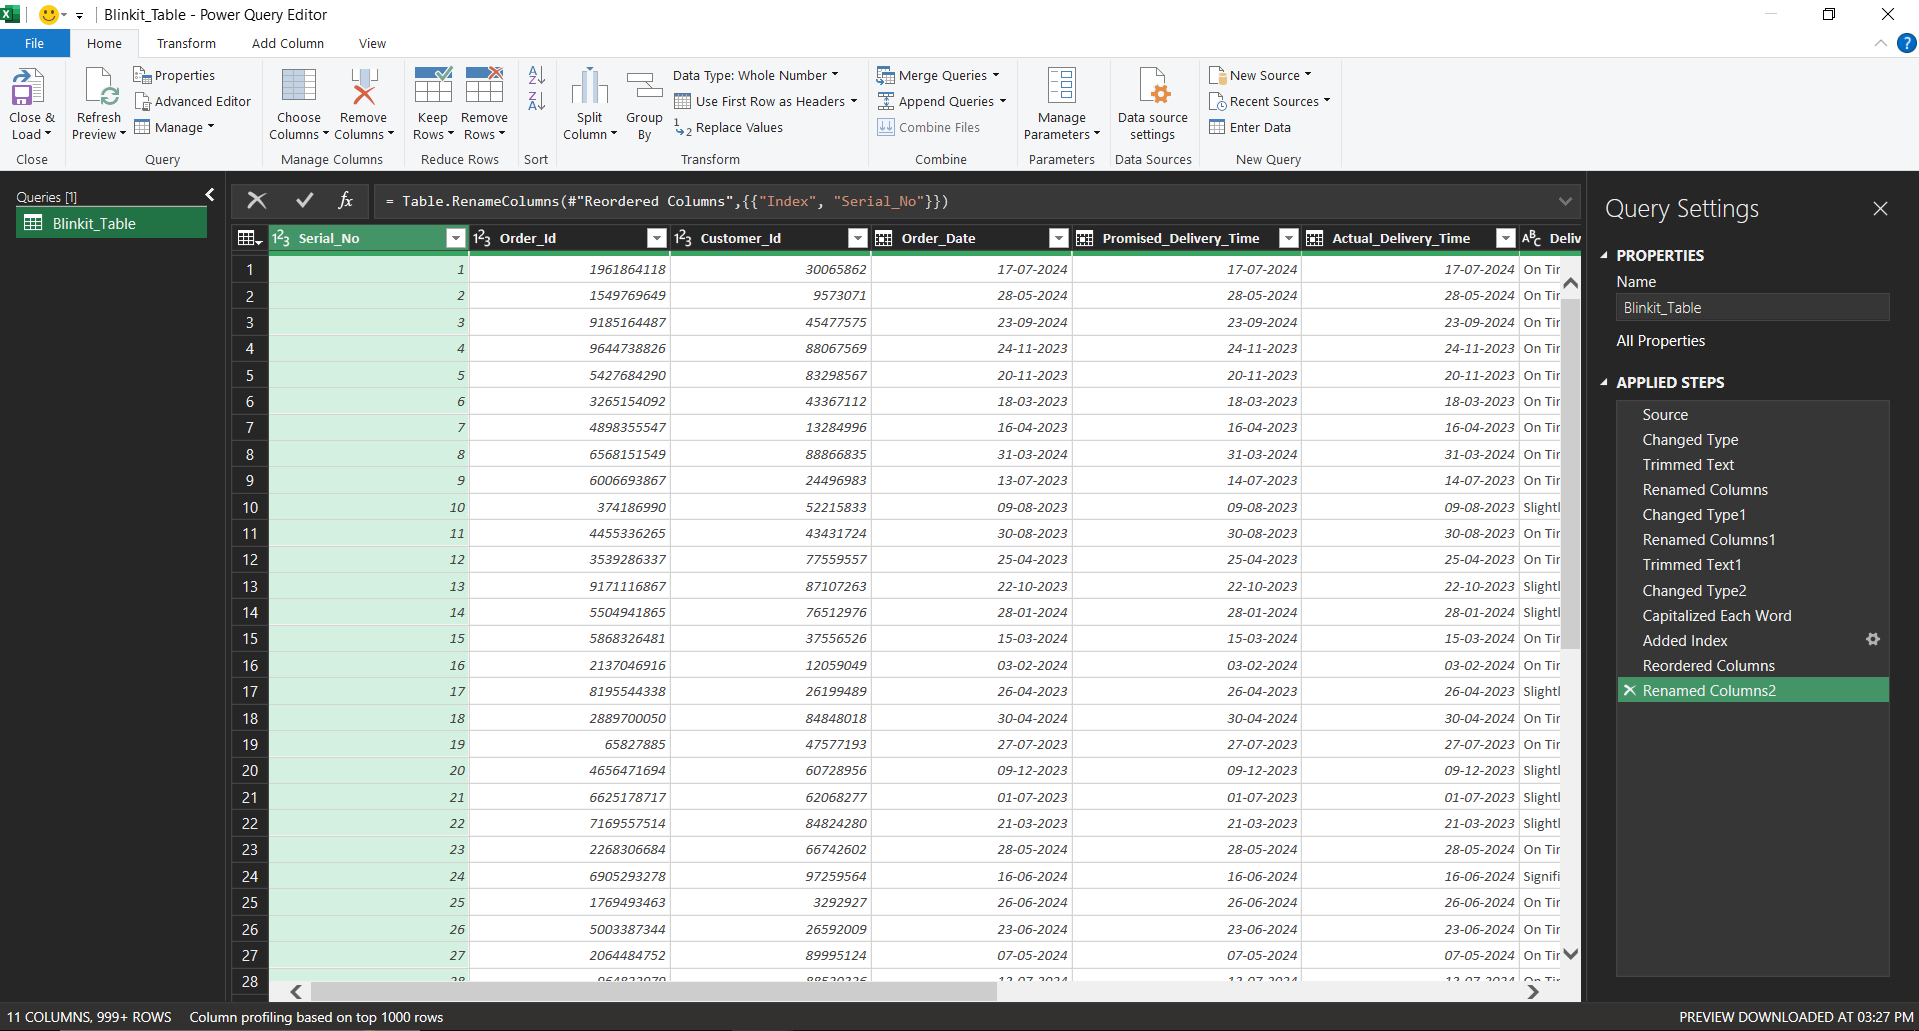 Blinkit_Table - Power Query Editor
File Home Transform Add Column View
Close & Load
Close
Refresh Preview
Properties
Advanced Editor
Manage
Query
Choose Columns
Remove Columns
Manage Columns
Keep Rows
Remove Rows
Reduce Rows
Sort
Split Column
Group By
Data Type: Whole Number
Use First Row as Headers
Replace Values
Transform
Merge Queries
Append Queries
Combine Files
Combine
Manage Parameters
Parameters
Data source settings
Data Sources
New Source
Recent Sources
Enter Data
New Query
Queries [1]
Blinkit_Table
fx
= Table.RenameColumns(#"Reordered Columns",{{"Index", "Serial_No"}})
Serial_No Order_Id Customer_Id Order_Date Promised_Delivery_Time Actual_Delivery_Time Deliv
1 1 1961864118 30065862 17-07-2024 17-07-2024 17-07-2024 On Tir
2 2 1549769649 9573071 28-05-2024 28-05-2024 28-05-2024 On Tir
3 3 9185164487 45477575 23-09-2024 23-09-2024 23-09-2024 On Tir
4 4 9644738826 88067569 24-11-2023 24-11-2023 24-11-2023 On Tir
5 5 5427684290 83298567 20-11-2023 20-11-2023 20-11-2023 On Tir
6 6 3265154092 43367112 18-03-2023 18-03-2023 18-03-2023 On Tir
7 7 4898355547 13284996 16-04-2023 16-04-2023 16-04-2023 On Tir
8 8 6568151549 88866835 31-03-2024 31-03-2024 31-03-2024 On Tir
9 9 6006693867 24496983 13-07-2023 14-07-2023 14-07-2023 On Tir
10 10 374186990 52215833 09-08-2023 09-08-2023 09-08-2023 Slightl
11 11 4455336265 43431724 30-08-2023 30-08-2023 30-08-2023 On Tir
12 12 3539286337 77559557 25-04-2023 25-04-2023 25-04-2023 On Tir
13 13 9171116867 87107263 22-10-2023 22-10-2023 22-10-2023 Slightl
14 14 5504941865 76512976 28-01-2024 28-01-2024 28-01-2024 Slightl
15 15 5868326481 37556526 15-03-2024 15-03-2024 15-03-2024 On Tir
16 16 2137046916 12059049 03-02-2024 03-02-2024 03-02-2024 On Tir
17 17 8195544338 26199489 26-04-2023 26-04-2023 26-04-2023 Slightl
18 18 2889700050 84848018 30-04-2024 30-04-2024 30-04-2024 On Tir
19 19 65827885 47577193 27-07-2023 27-07-2023 27-07-2023 On Tir
20 20 4656471694 60728956 09-12-2023 09-12-2023 09-12-2023 Slightl
21 21 6625178717 62068277 01-07-2023 01-07-2023 01-07-2023 Slightl
22 22 7169557514 84824280 21-03-2023 21-03-2023 21-03-2023 Slightl
23 23 2268306684 66742602 28-05-2024 28-05-2024 28-05-2024 On Tir
24 24 6905293278 97259564 16-06-2024 16-06-2024 16-06-2024 Signifi
25 25 1769493463 3292927 26-06-2024 26-06-2024 26-06-2024 On Tir
26 26 5003387344 26592009 23-06-2024 23-06-2024 23-06-2024 On Tir
27 27 2064484752 89995124 07-05-2024 07-05-2024 07-05-2024 On Tir
28
Query Settings
PROPERTIES
Name
Blinkit_Table
All Properties
APPLIED STEPS
Source
Changed Type
Trimmed Text
Renamed Columns
Changed Type1
Renamed Columns1
Trimmed Text1
Changed Type2
Capitalized Each Word
Added Index
Reordered Columns
Renamed Columns2
11 COLUMNS, 999+ ROWS Column profiling based on top 1000 rows
PREVIEW DOWNLOADED AT 03:27 PM